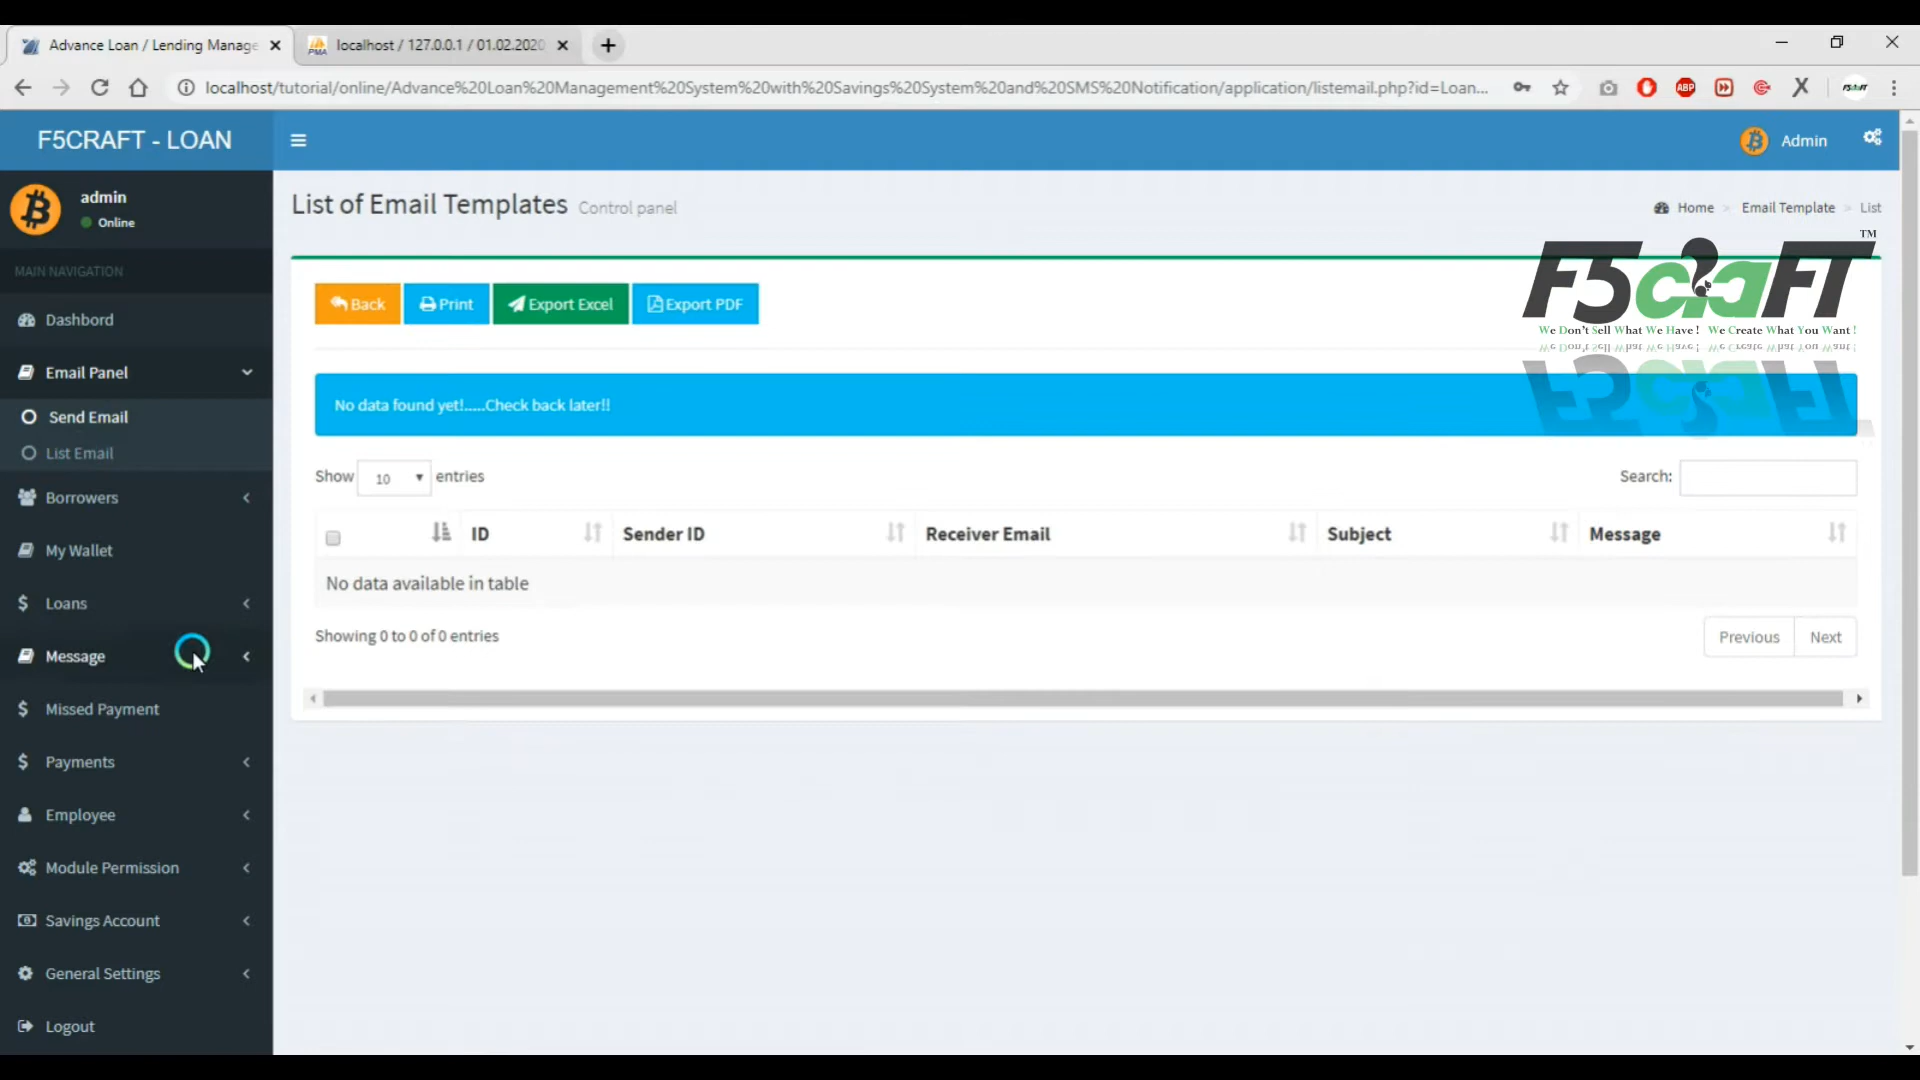 Advance Loan / Lending Manage
localhost / 127.0.0.1 / 01.02.2020
localhost/tutorial/online/Advance%20Loan%20Management%20System%20with%20Savings%20System%20and%20SMS%20Notification/application/listemail.php?id=Loan...
ABP
F5CRAFT - LOAN
Admin
admin
Online
List of Email Templates Control panel
Home > Email Template > List
MAIN NAVIGATION
TM
F5craFT
We Don't Sell What We Have ! We Create What You Want !
Back
Print
Export Excel
Export PDF
Dashbord
Email Panel
Send Email
List Email
Borrowers
My Wallet
Loans
Message
Missed Payment
Payments
Employee
Module Permission
Savings Account
General Settings
Logout
No data found yet!.....Check back later!!
Show 10 entries
Search:
ID Sender ID Receiver Email Subject Message
No data available in table
Showing 0 to 0 of 0 entries
Previous Next